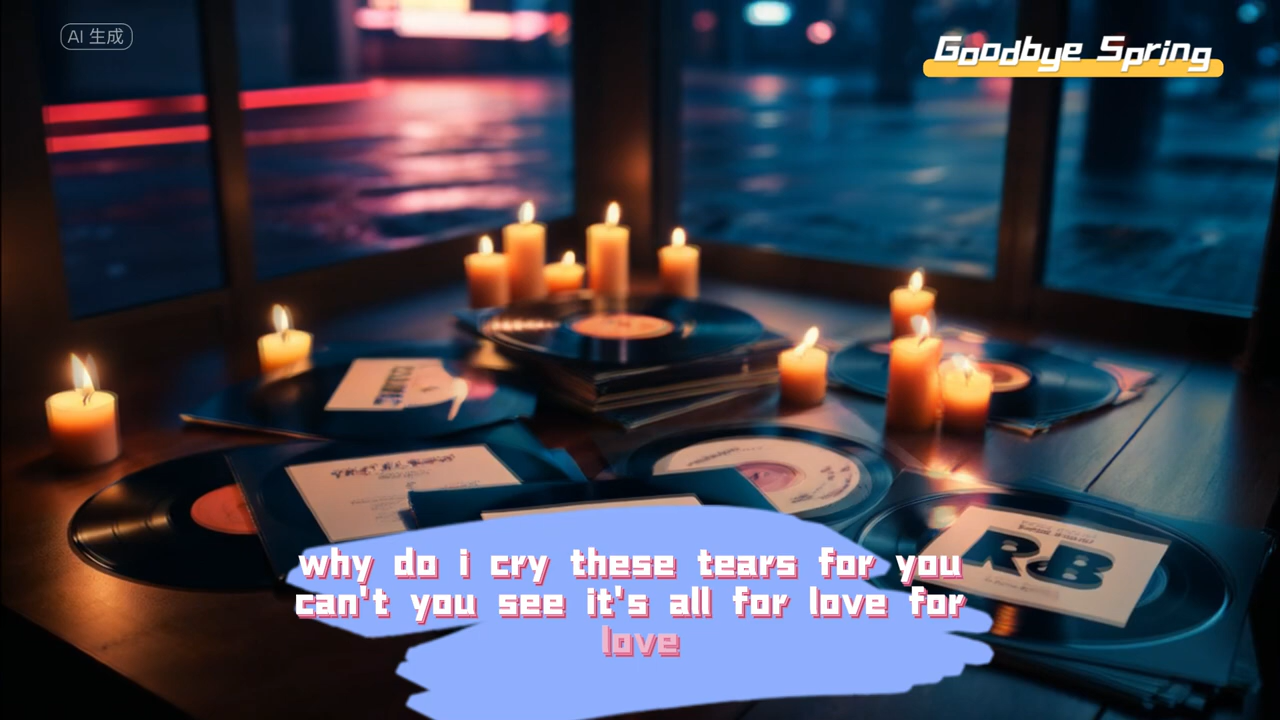 AI 生成
Goodbye Spring
RB
why do i cry these tears for you
can't you see it's all for love for
love